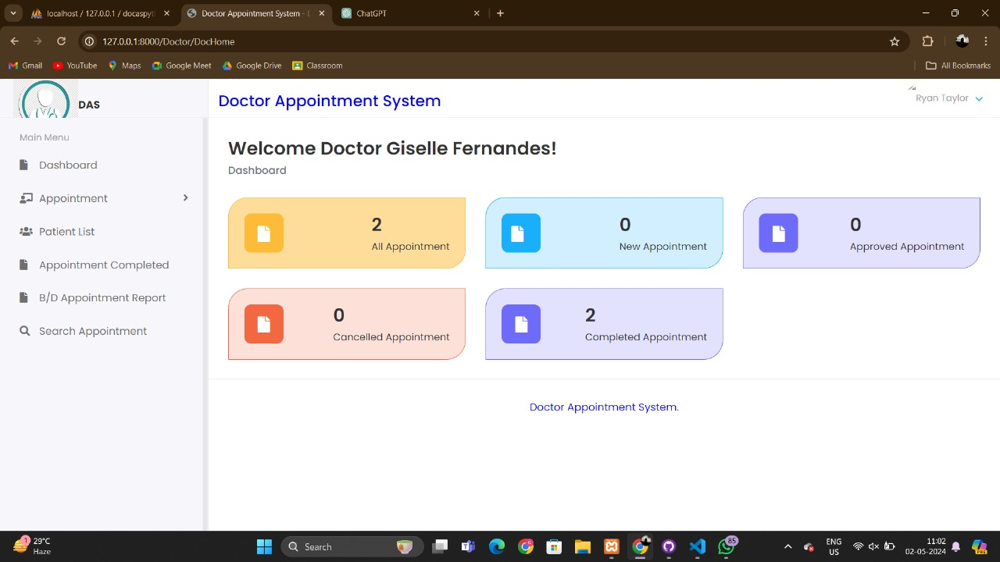 localhost / 127.0.0.1 / docaspyt
Doctor Appointment System -
ChatGPT
127.0.0.1:8000/Doctor/DocHome
Gmail
YouTube
Maps
Google Meet
Google Drive
Classroom
All Bookmarks
DAS
Doctor Appointment System
Ryan Taylor
Main Menu
Dashboard
Appointment
Patient List
Appointment Completed
B/D Appointment Report
Search Appointment
Welcome Doctor Giselle Fernandes!
Dashboard
2
All Appointment
0
New Appointment
0
Approved Appointment
0
Cancelled Appointment
2
Completed Appointment
Doctor Appointment System.
1
29°C
Haze
Search
85
ENG
US
11:02
02-05-2024
PRE